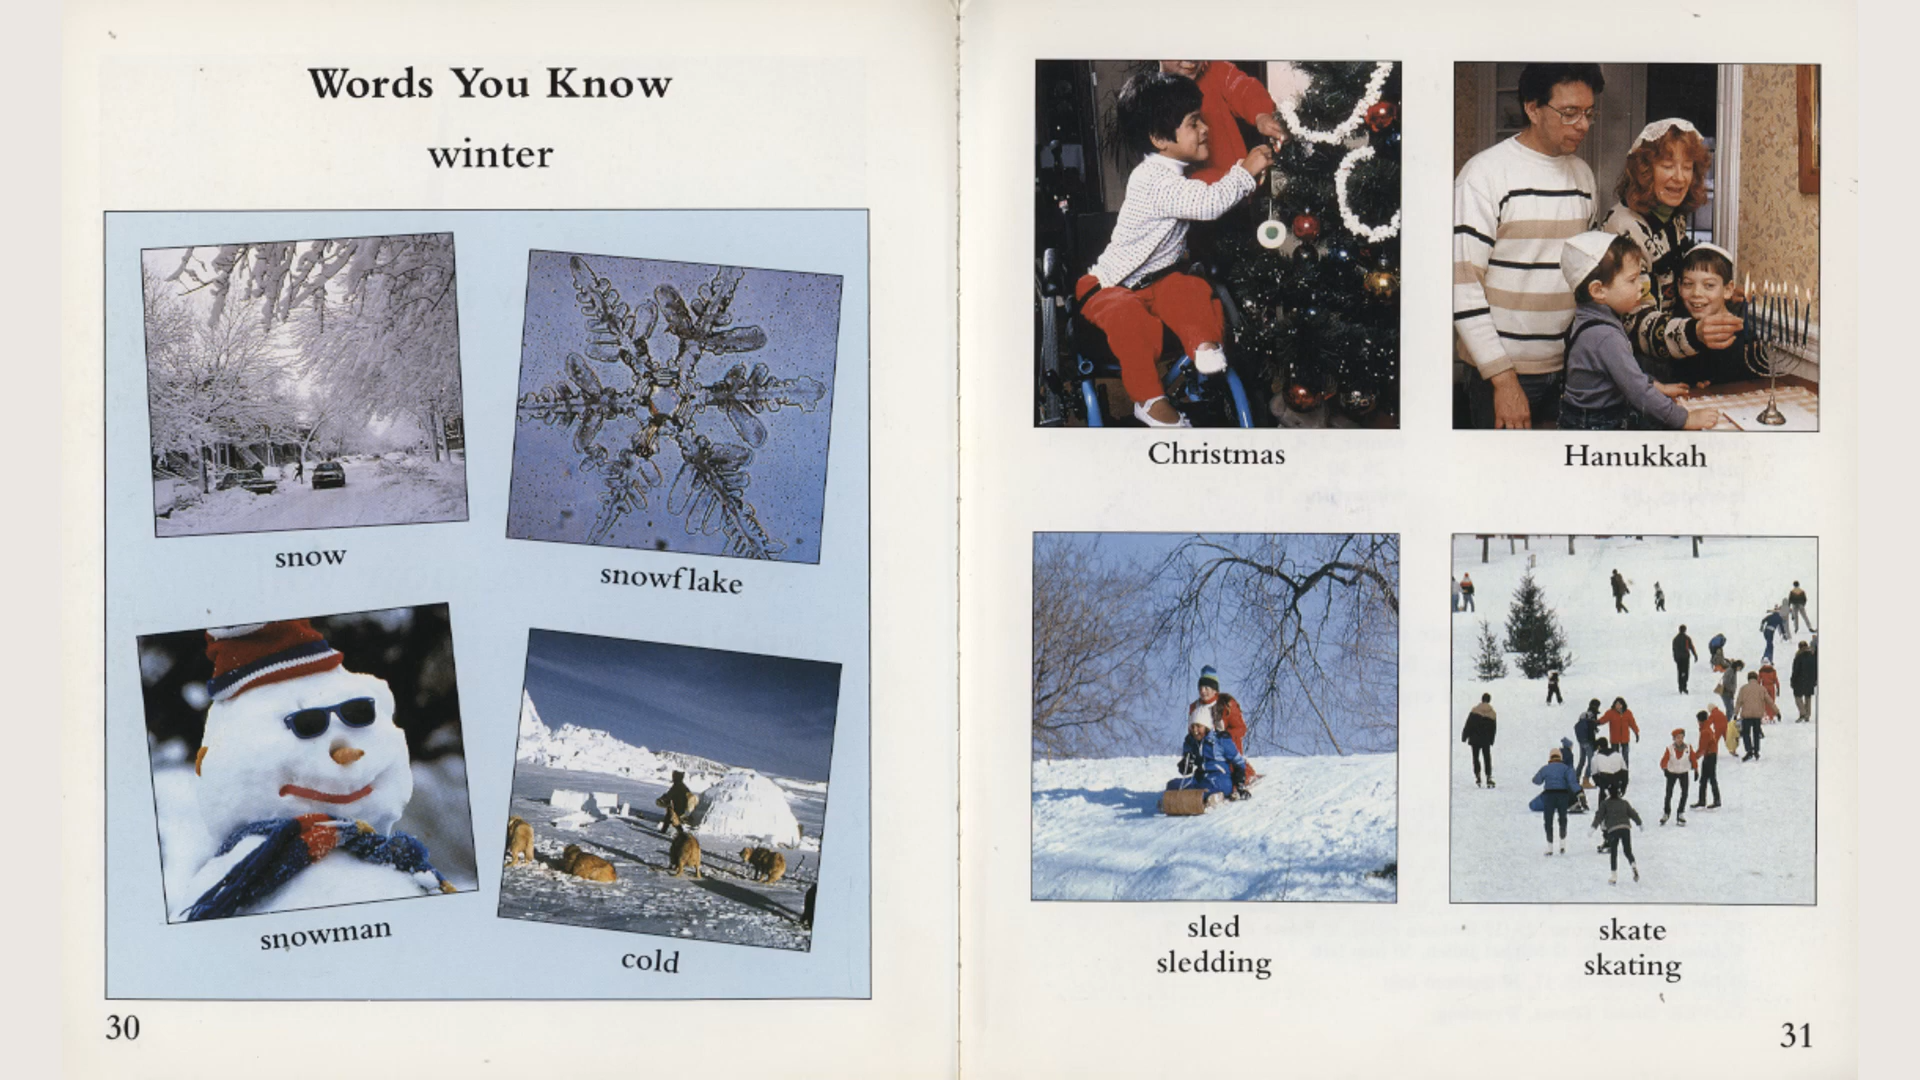 Words You Know
winter
snow
snowflake
snowman
cold
30
Christmas
Hanukkah
sled
sledding
skate
skating
31